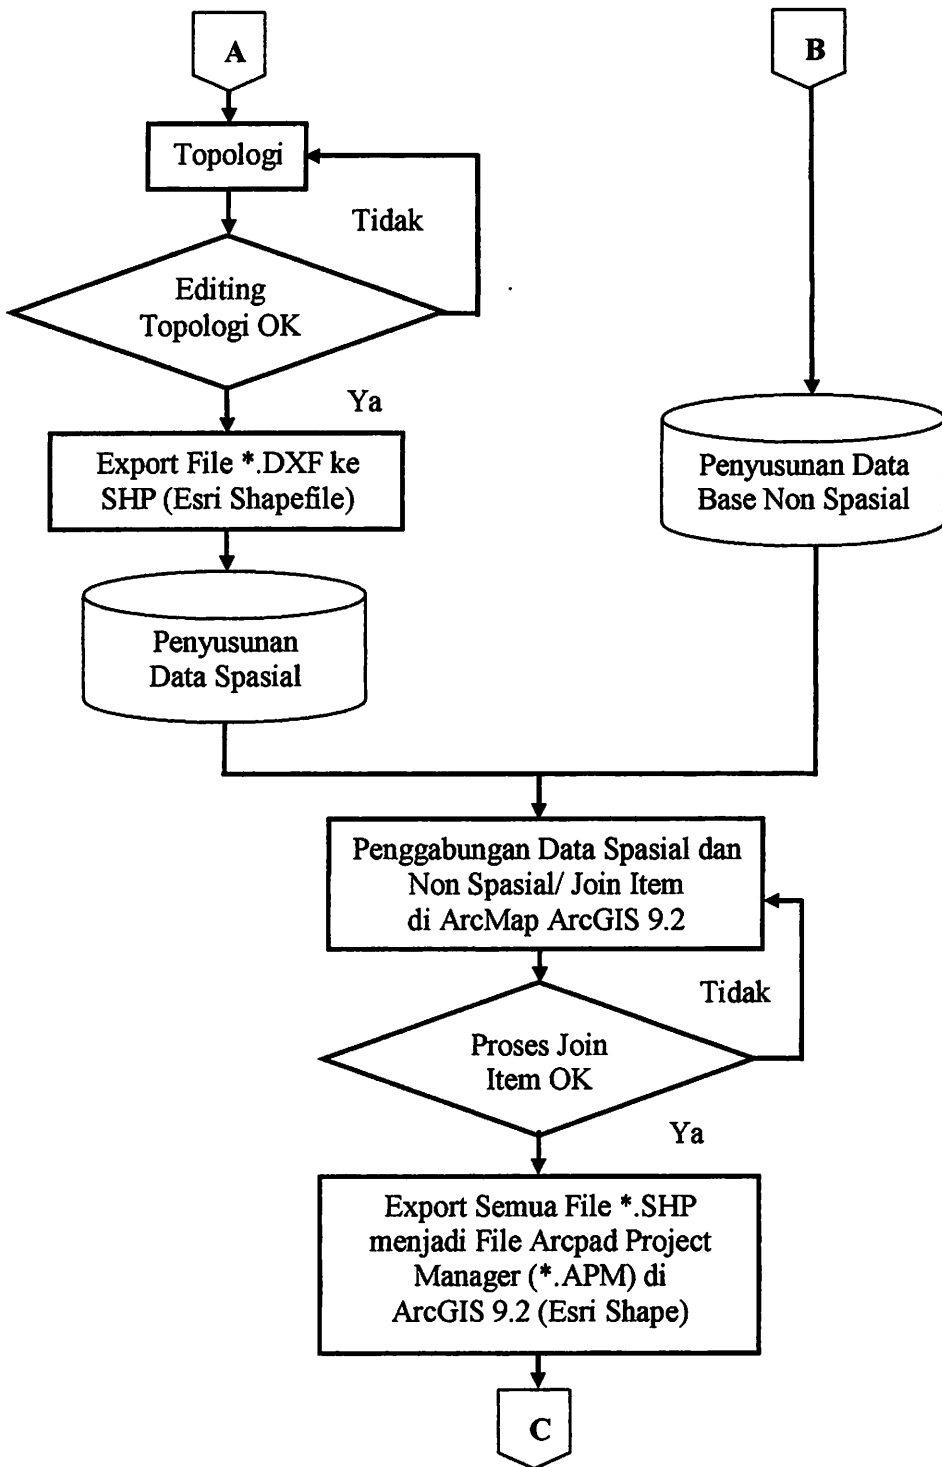 A
B
Topologi
Tidak
Editing
Topologi OK
Ya
Export File *.DXF ke
SHP (Esri Shapefile)
Penyusunan Data
Base Non Spasial
Penyusunan
Data Spasial
Penggabungan Data Spasial dan
Non Spasial/ Join Item
di ArcMap ArcGIS 9.2
Tidak
Proses Join
Item OK
Ya
Export Semua File *.SHP
menjadi File Arcpad Project
Manager (*.APM) di
ArcGIS 9.2 (Esri Shape)
C